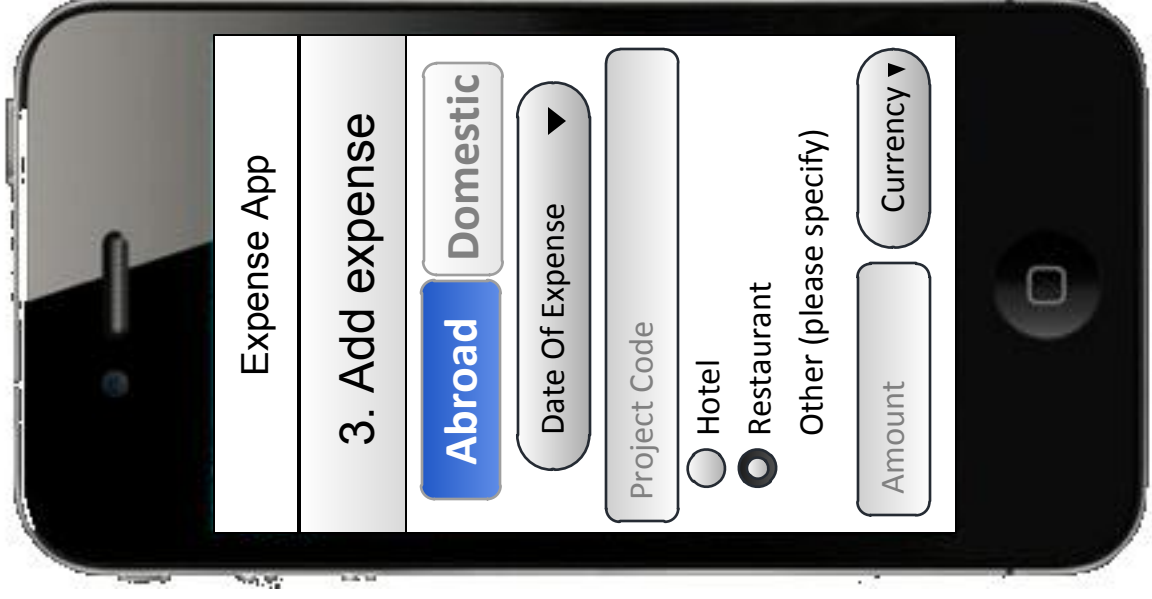 Expense App
3. Add expense
Abroad Domestic
Date Of Expense
Project Code
Hotel
Restaurant
Other (please specify)
Amount Currency